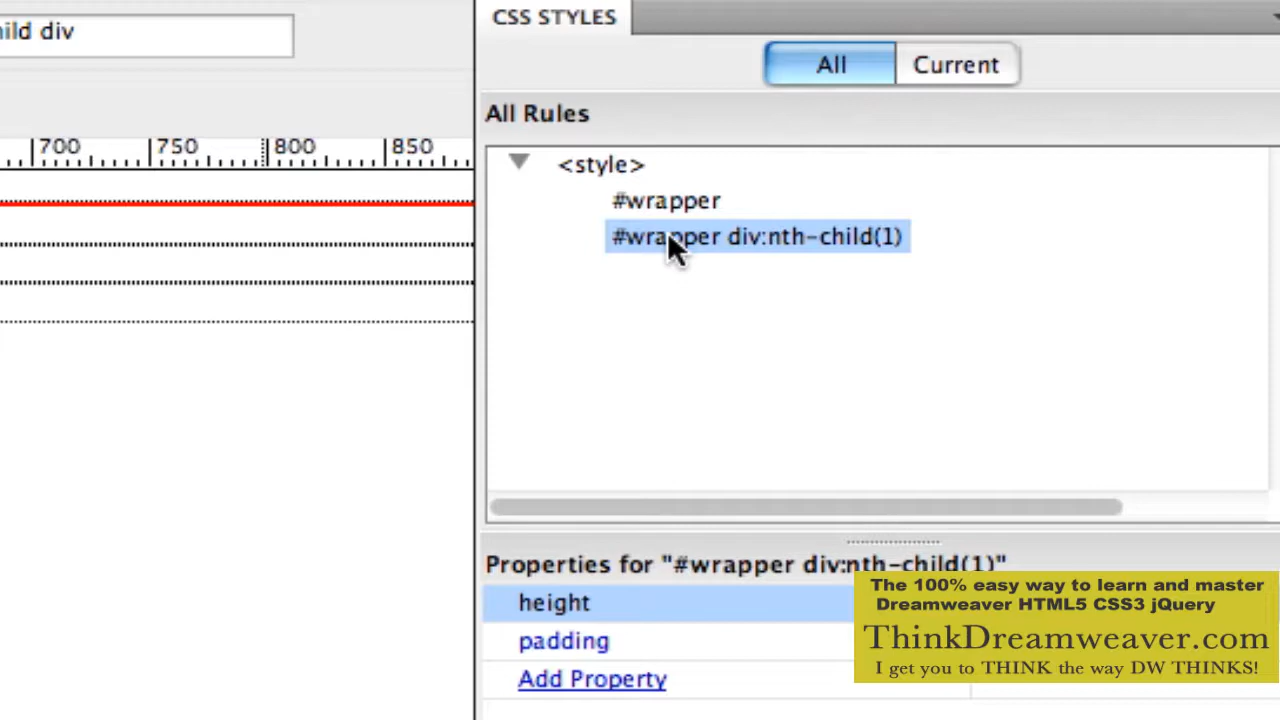 CSS STYLES
ild div
All Current
All Rules
700 750 800 850
<style>
#wrapper
#wrapper div:nth-child(1)
Properties for "#wrapper div:nth-child(1)"
height
padding
Add Property
The 100% easy way to learn and master
Dreamweaver HTML5 CSS3 jQuery
ThinkDreamweaver.com
I get you to THINK the way DW THINKS!